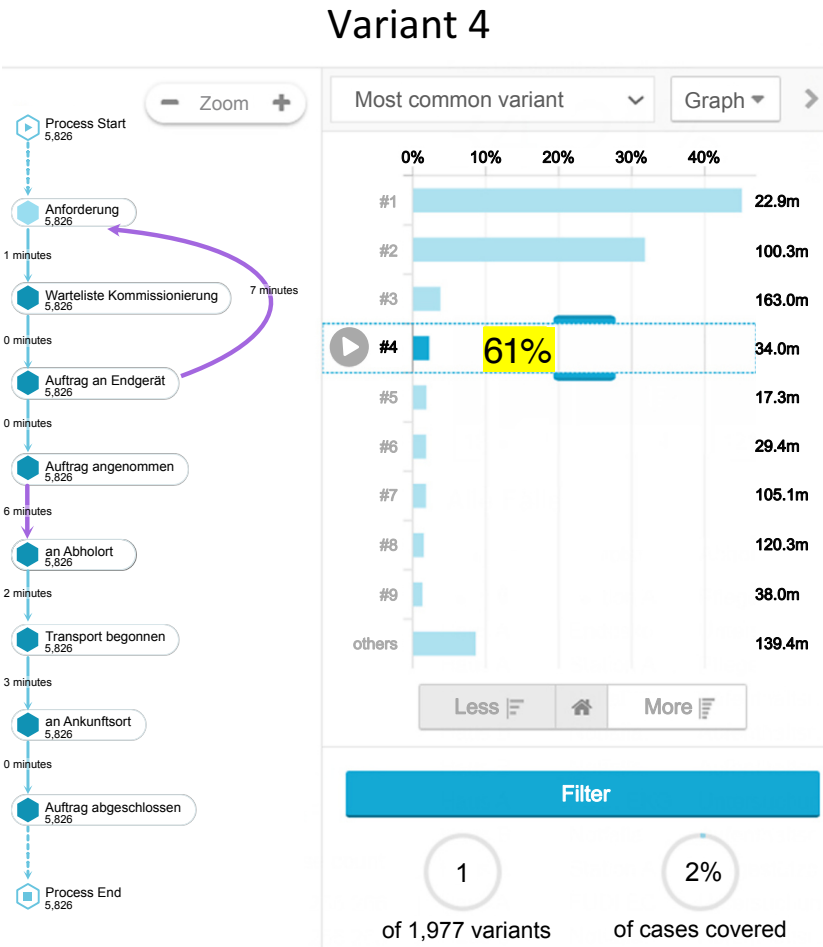 Variant 4
Zoom
Process Start
5,826
Anforderung
5,826
1 minutes
Warteliste Kommissionierung
5,826
7 minutes
0 minutes
Auftrag an Endgerät
5,826
0 minutes
Auftrag angenommen
5,826
6 minutes
an Abholort
5,826
2 minutes
Transport begonnen
5,826
3 minutes
an Ankunftsort
5,826
0 minutes
Auftrag abgeschlossen
5,826
Process End
5,826
Most common variant
Graph
0% 10% 20% 30% 40%
#1 22.9m
#2 100.3m
#3 163.0m
#4 61% 34.0m
#5 17.3m
#6 29.4m
#7 105.1m
#8 120.3m
#9 38.0m
others 139.4m
Less More
Filter
1 2%
of 1,977 variants of cases covered